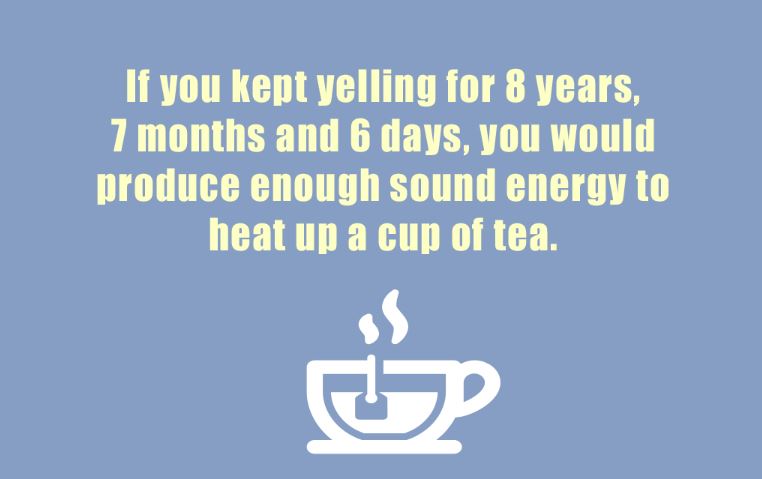 If you kept yelling for 8 years,
7 months and 6 days, you would
produce enough sound energy to
heat up a cup of tea.